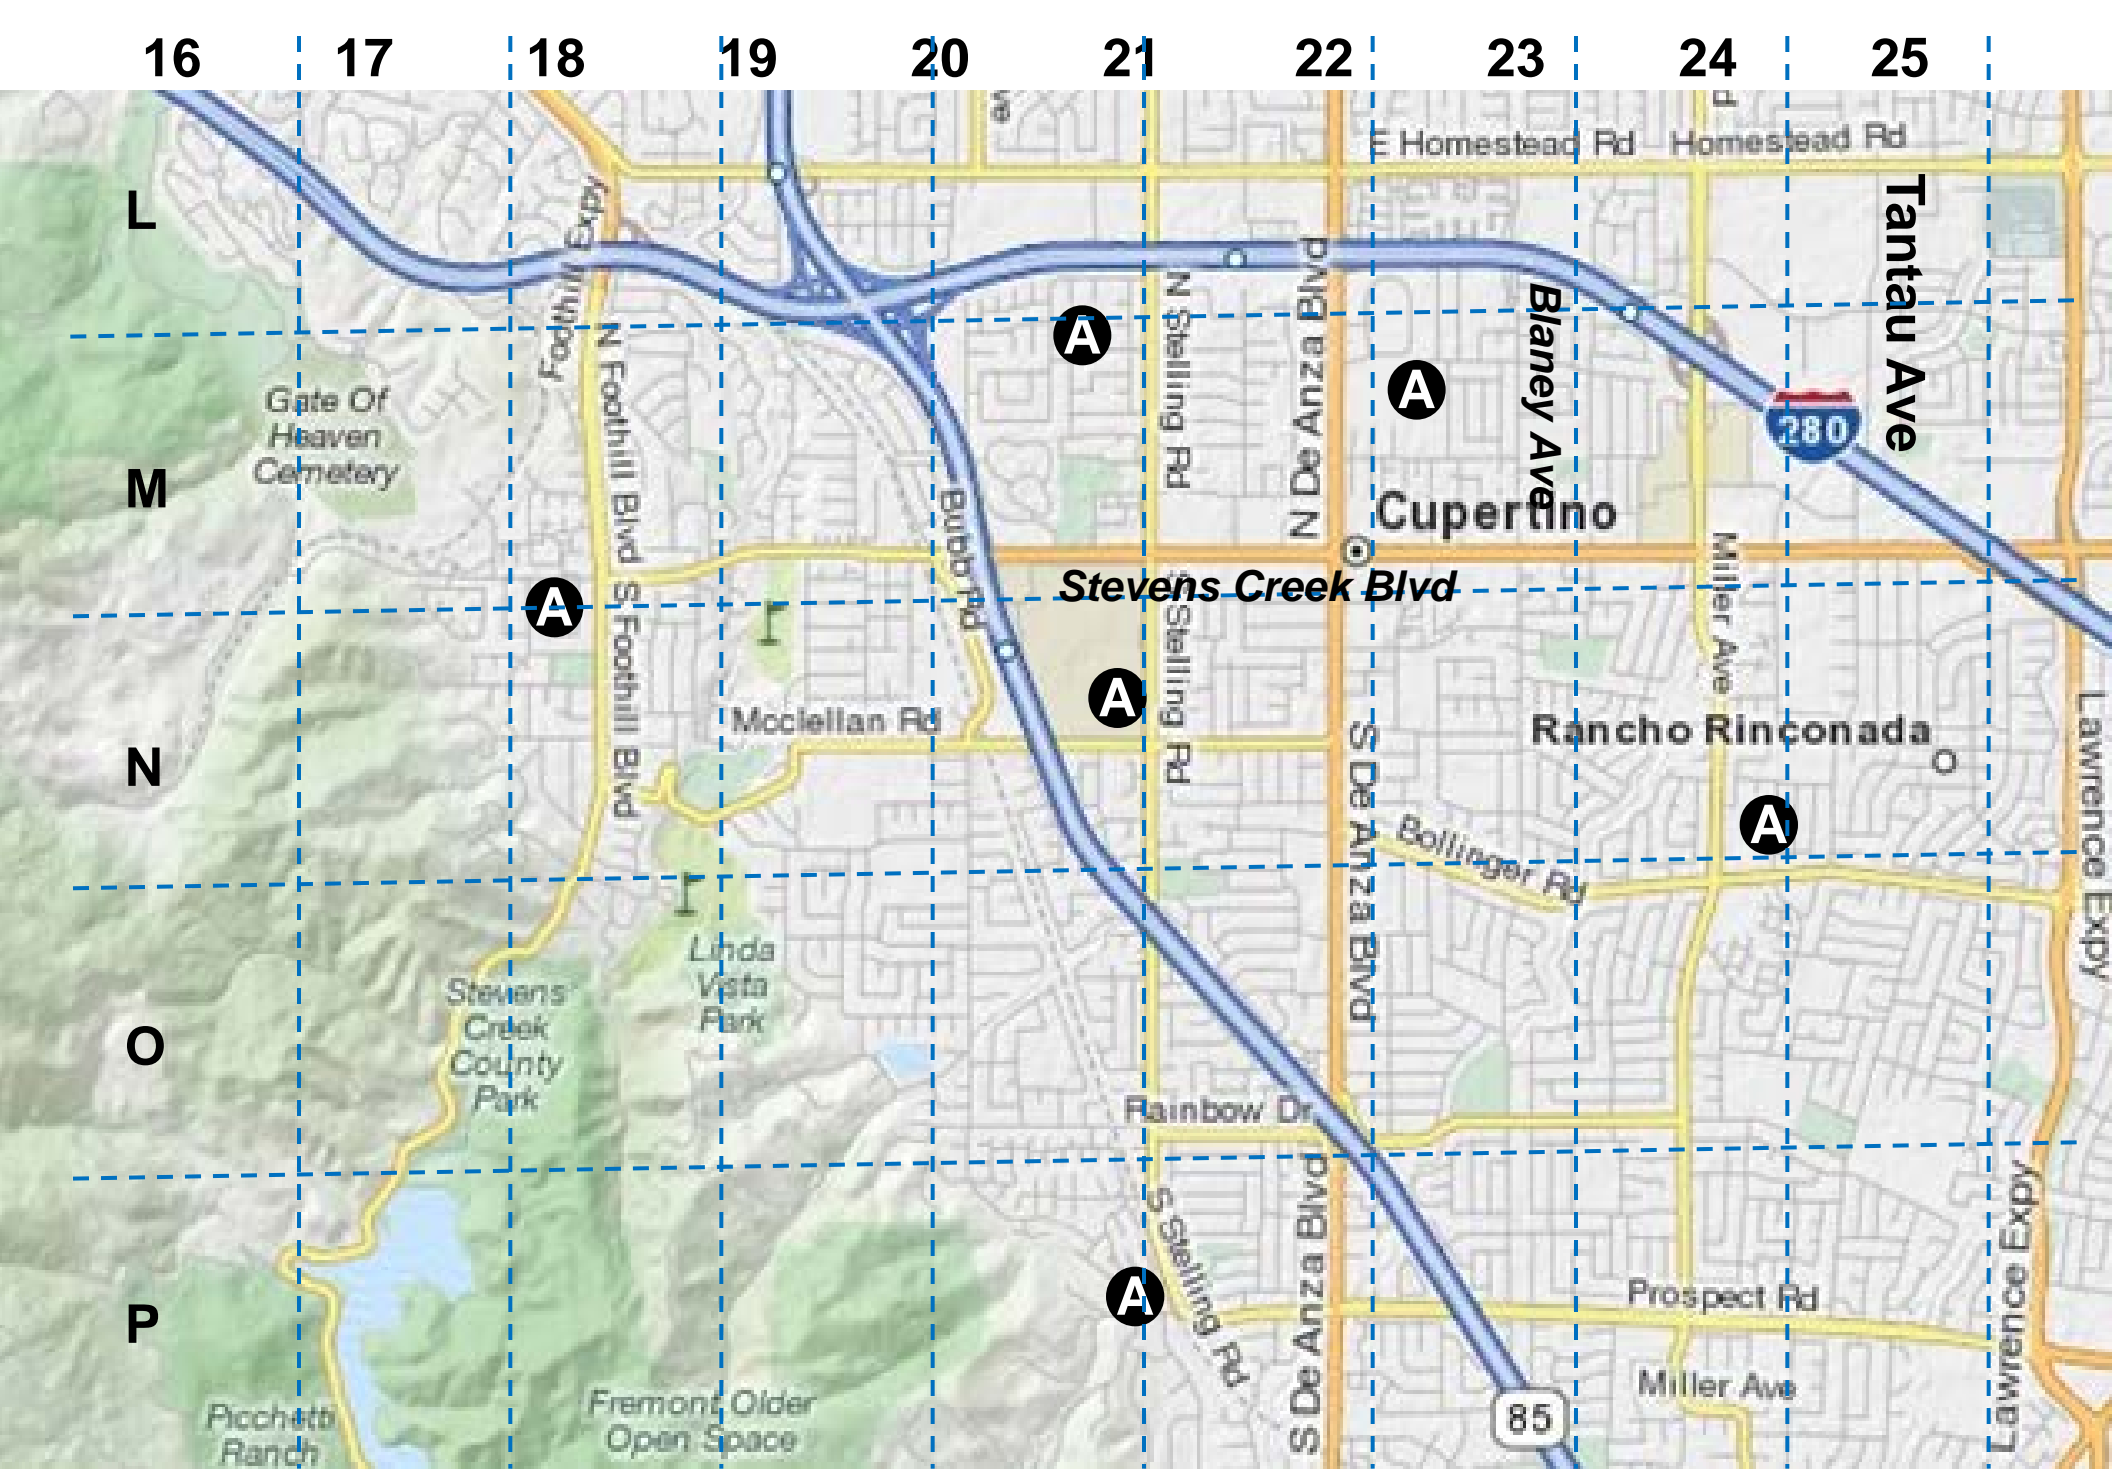 16 17 18 19 20 21 22 23 24 25
ve
d
E Homestead Rd
Homestead Rd
L
Foothill Expy
Tantau Ave
N Stelling Rd
N De Anza Blvd
Blaney Ave
N Foothill Blvd
A
A
Gate Of
Heaven
Cemetery
280
M
Bubb Rd
Cupertino
Stevens Creek Blvd
A
S Foothill Blvd
S Stelling Rd
Miller Ave
A
Mcclellan Rd
Rancho Rinconada
S De Anza Blvd
Lawrence Expy
N
A
Bollinger Rd
Linda
Vista
Park
Stevens
Creek
County
Park
O
Rainbow Dr
S Stelling Rd
S De Anza Blvd
Lawrence Expy
A
Prospect Rd
P
Miller Ave
Picchetti
Ranch
Fremont Older
Open Space
85